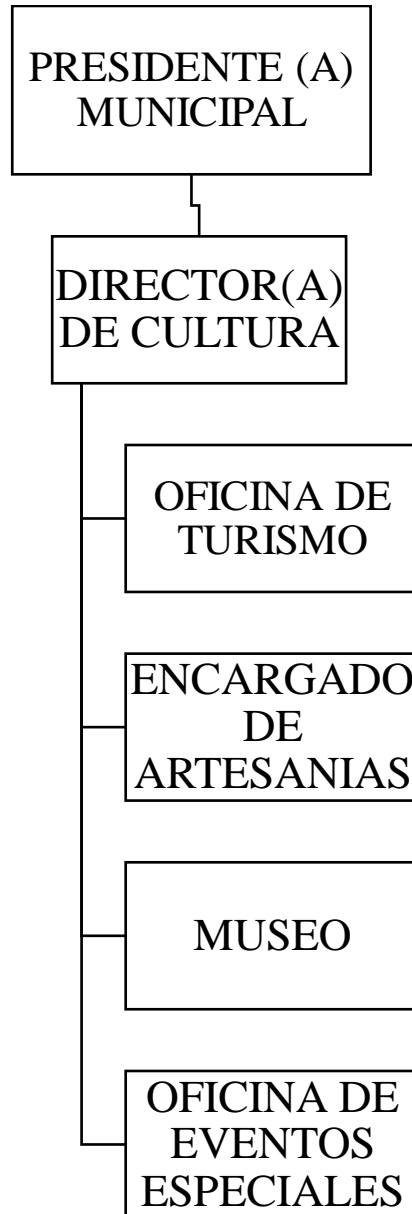 PRESIDENTE (A)
MUNICIPAL
DIRECTOR(A)
DE CULTURA
OFICINA DE
TURISMO
ENCARGADO
DE
ARTESANIAS
MUSEO
OFICINA DE
EVENTOS
ESPECIALES